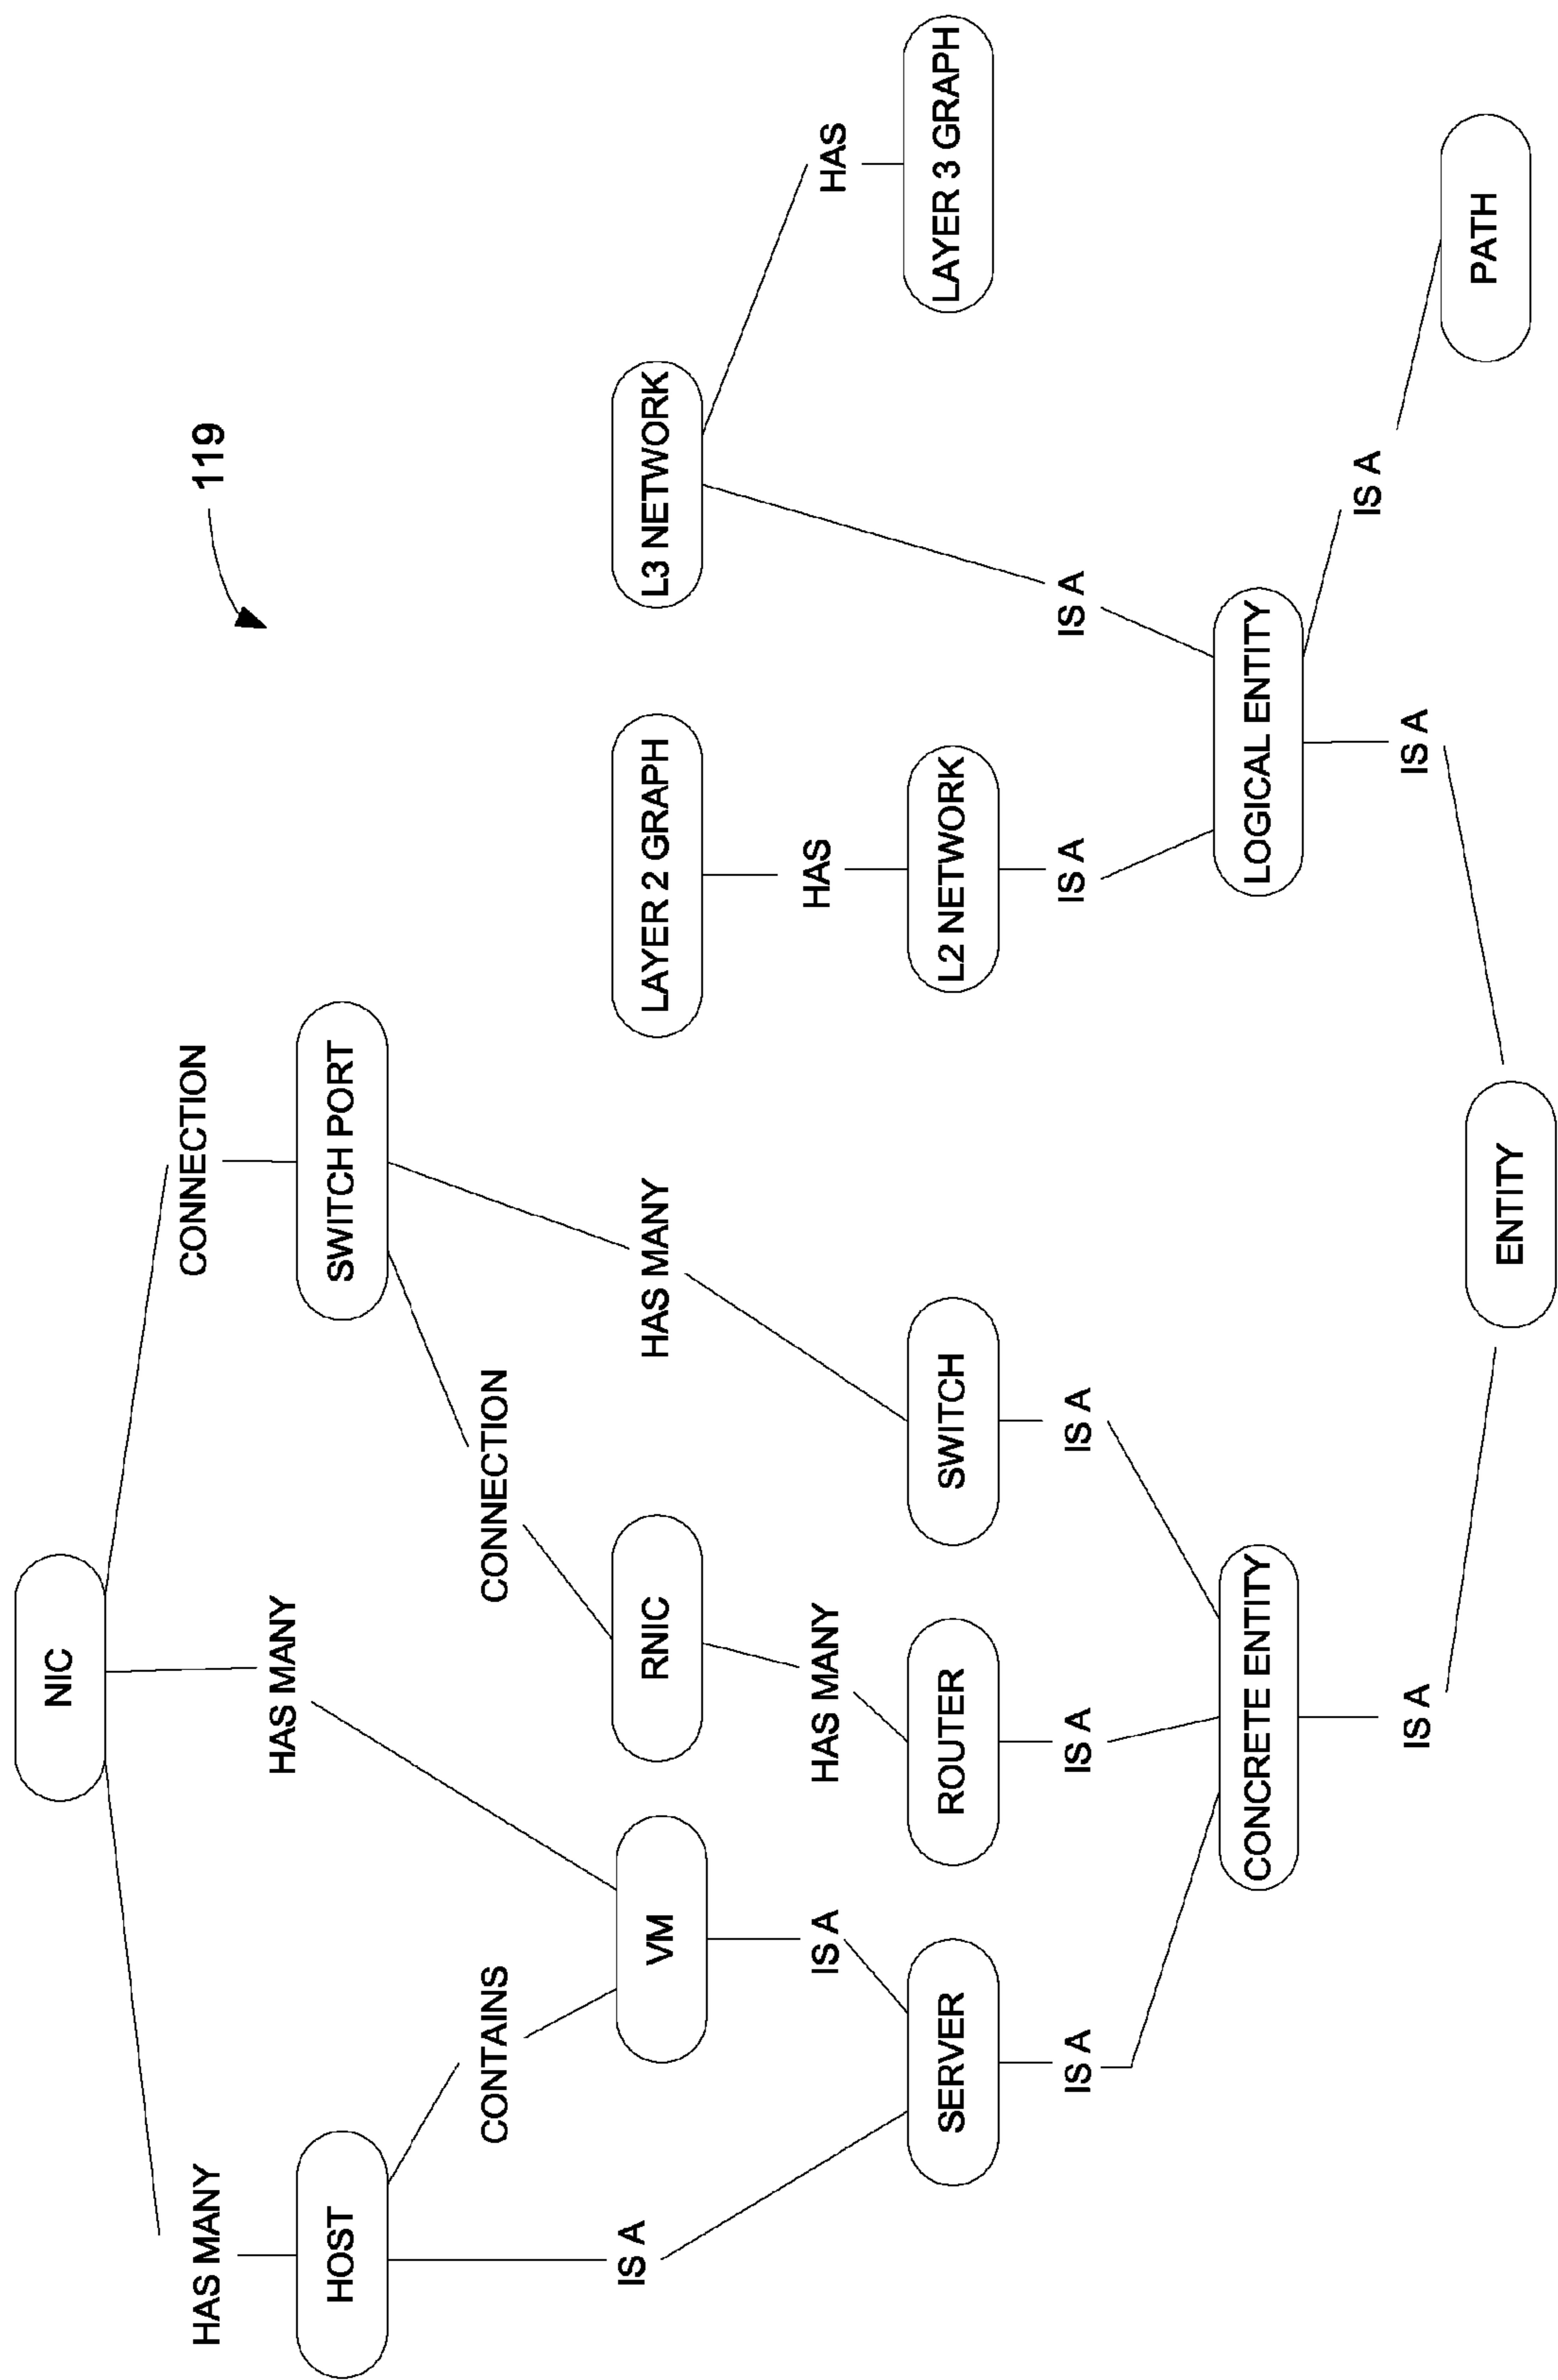 NIC
HAS MANY
CONNECTION
119
HAS MANY
HOST
SWITCH PORT
CONTAINS
CONNECTION
IS A
VM
RNIC
HAS MANY
LAYER 2 GRAPH
L3 NETWORK
IS A
HAS MANY
HAS
HAS
SERVER
ROUTER
SWITCH
L2 NETWORK
LAYER 3 GRAPH
IS A
IS A
IS A
IS A
IS A
CONCRETE ENTITY
LOGICAL ENTITY
IS A
IS A
IS A
ENTITY
PATH